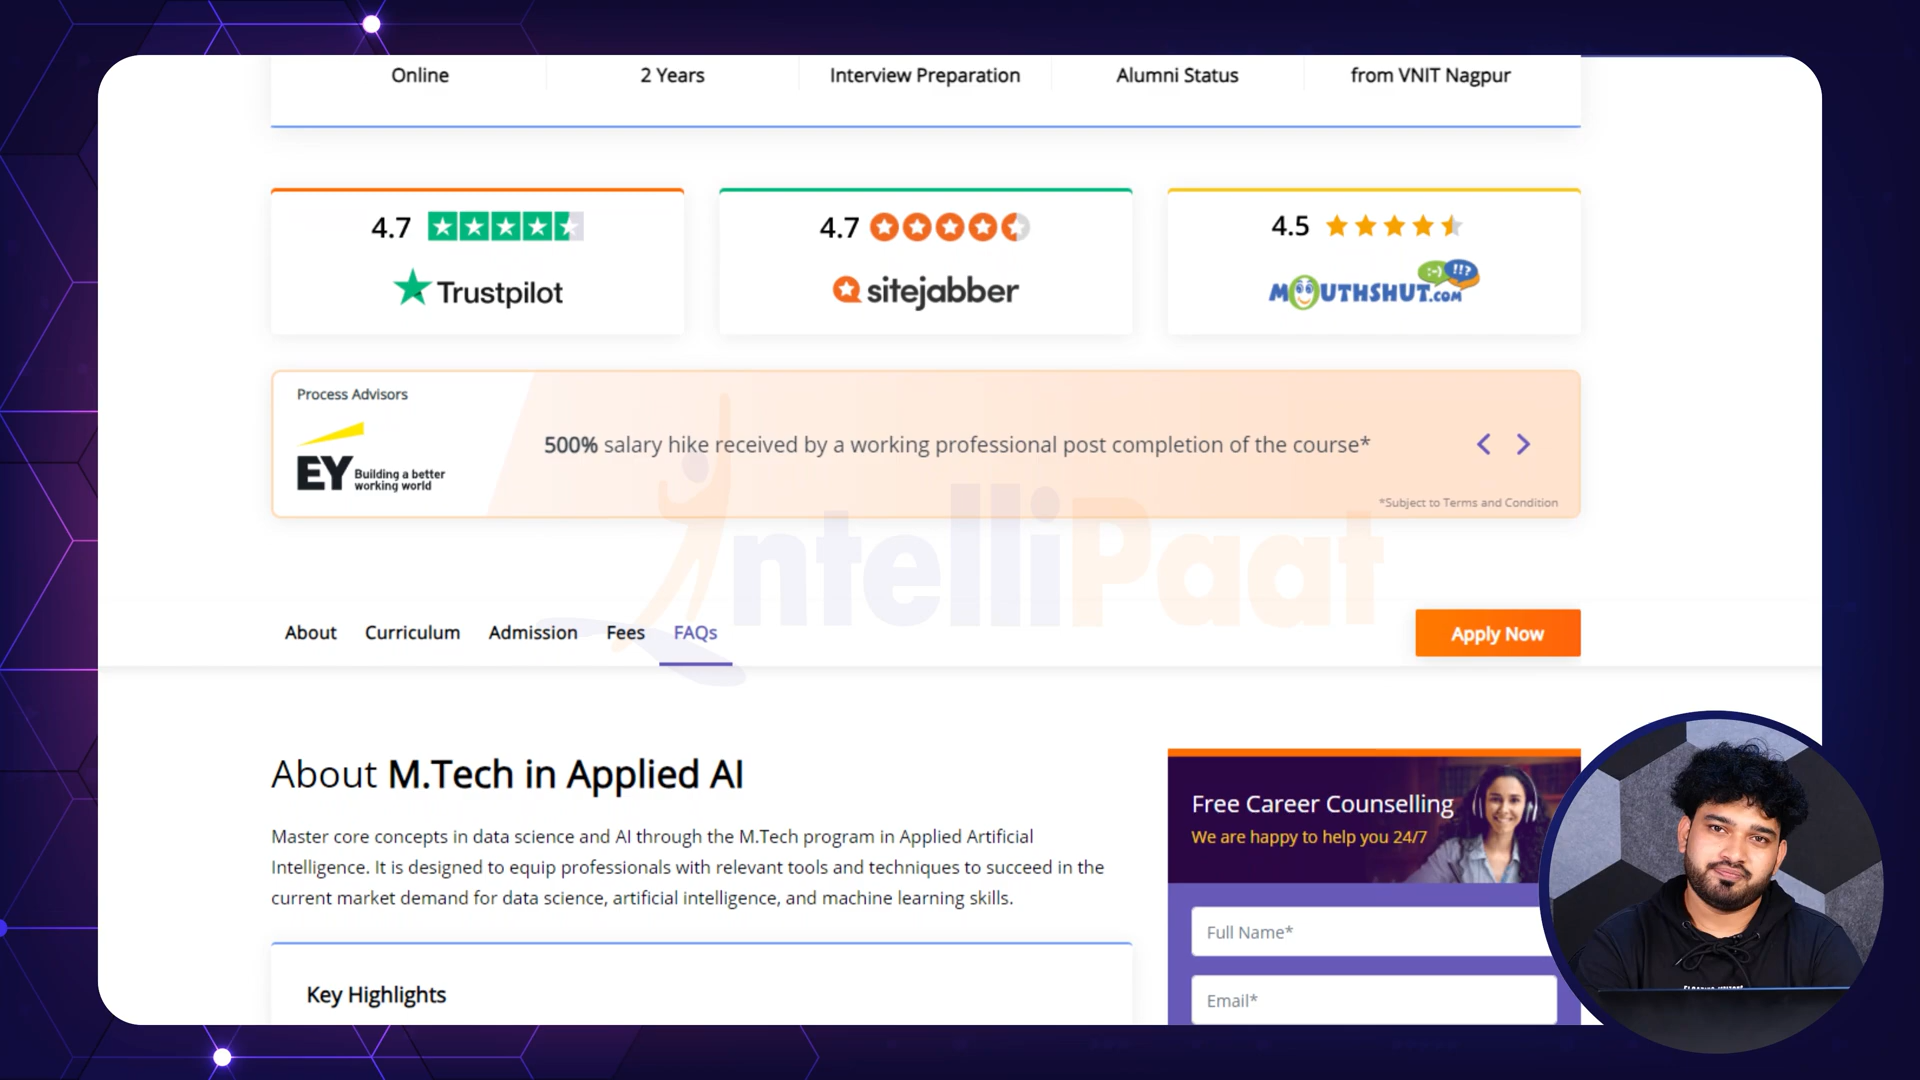 Online
2 Years
Interview Preparation
Alumni Status
from VNIT Nagpur
4.7
Trustpilot
4.7
sitejabber
4.5
MOUTHSHUT.COM
:-) !!?
Process Advisors
EY Building a better
working world
500% salary hike received by a working professional post completion of the course*
*Subject to Terms and Condition
IntelliPaat
About
Curriculum
Admission
Fees
FAQs
Apply Now
About M.Tech in Applied AI
Master core concepts in data science and AI through the M.Tech program in Applied Artificial
Intelligence. It is designed to equip professionals with relevant tools and techniques to succeed in the
current market demand for data science, artificial intelligence, and machine learning skills.
Key Highlights
Free Career Counselling
We are happy to help you 24/7
Full Name*
Email*